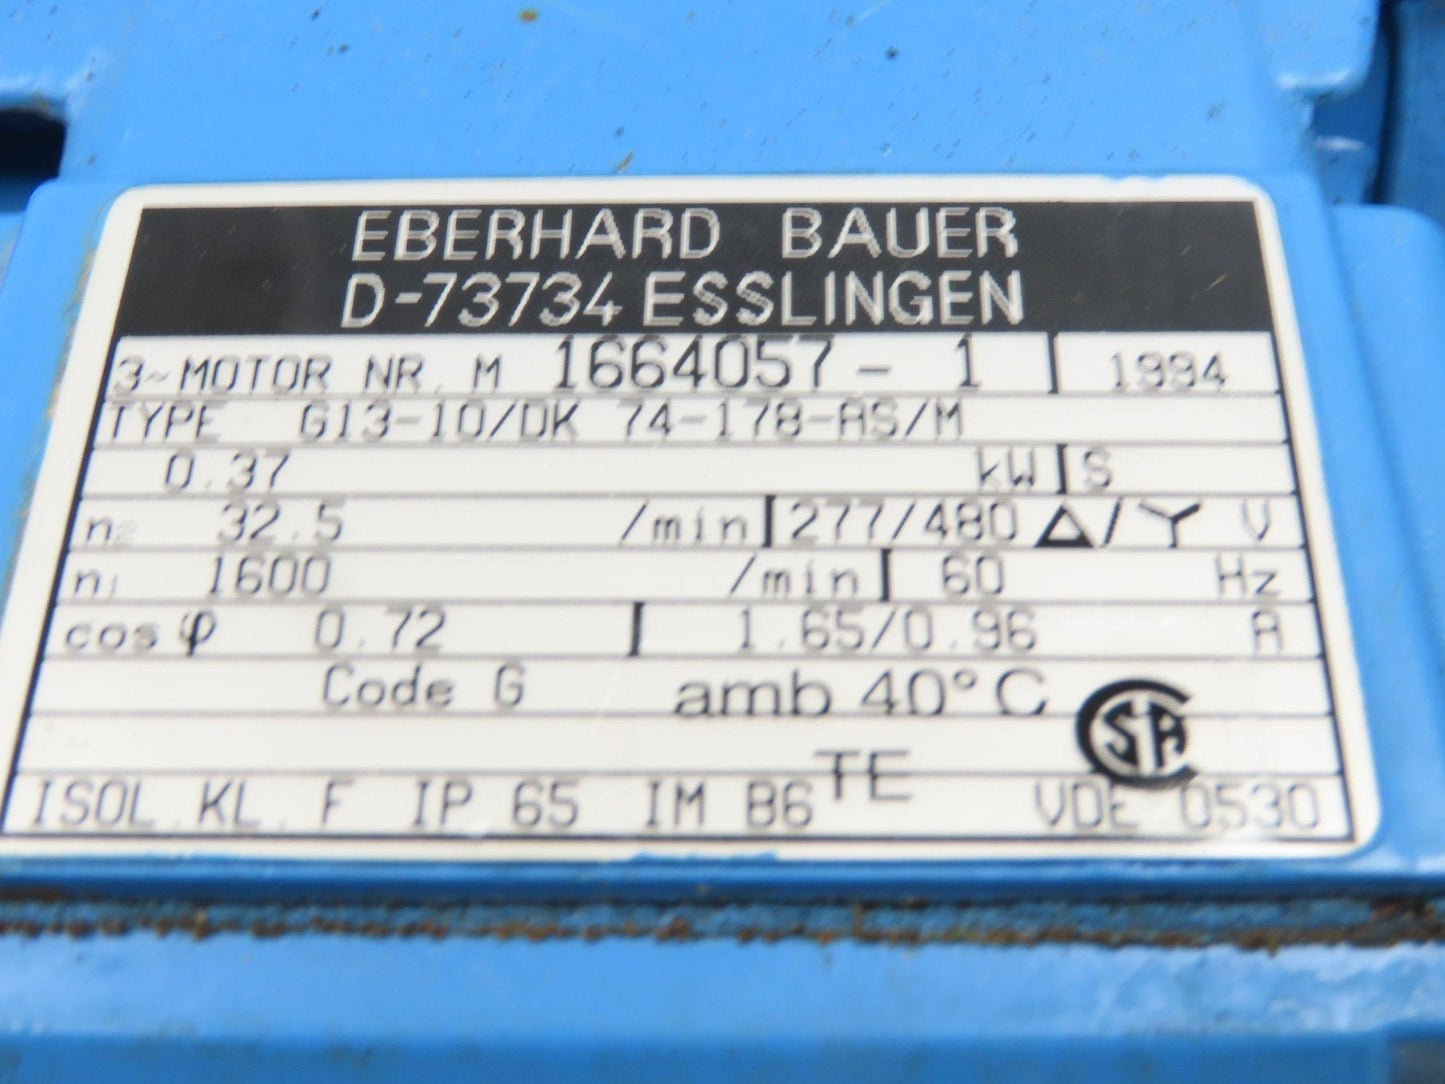 EBERHARD BAUER
D-73734 ESSLINGEN
3~MOTOR NR. M 1664057-1 1994
TYPE G13-10/DK 74-178-AS/M
0.37 kW S
n₂ 32.5 /min 277/480 Δ/Y V
n₁ 1600 /min 60 Hz
cos φ 0.72 1.65/0.96 A
Code G amb 40°C CSA
TE
ISOL. KL. F IP 65 IM B6 VDE 0530